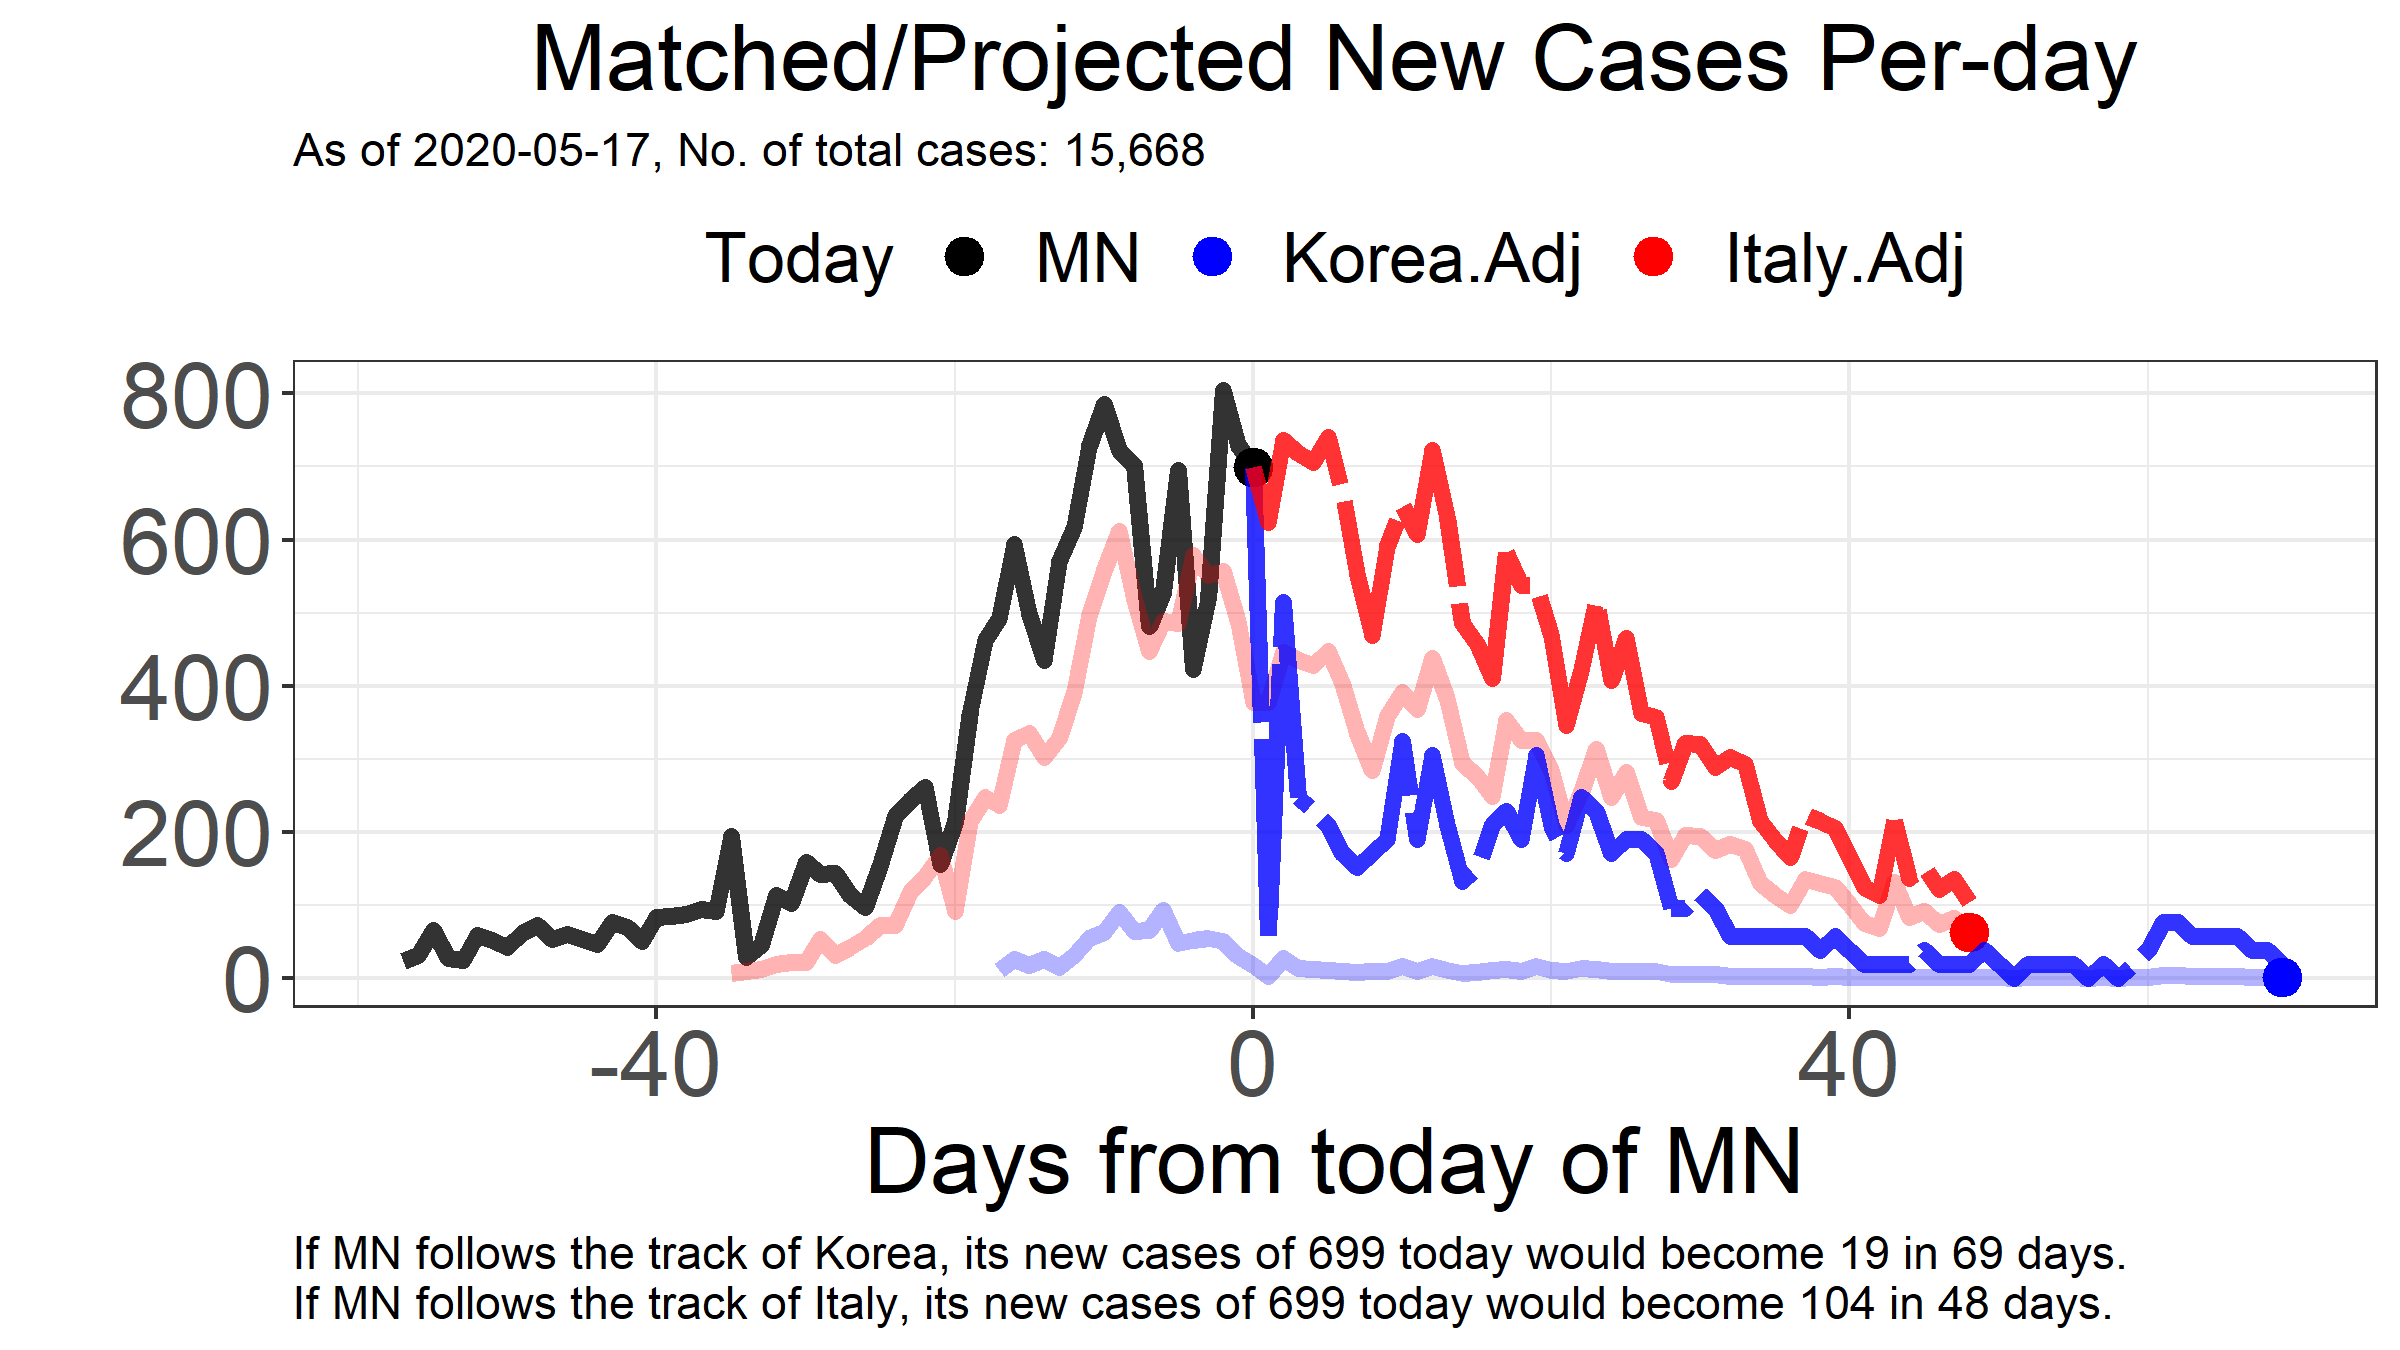 Matched/Projected New Cases Per-day
As of 2020-05-17, No. of total cases: 15,668
Today MN Korea.Adj Italy.Adj
800
600
400
200
0
-40 0 40
Days from today of MN
If MN follows the track of Korea, its new cases of 699 today would become 19 in 69 days.
If MN follows the track of Italy, its new cases of 699 today would become 104 in 48 days.